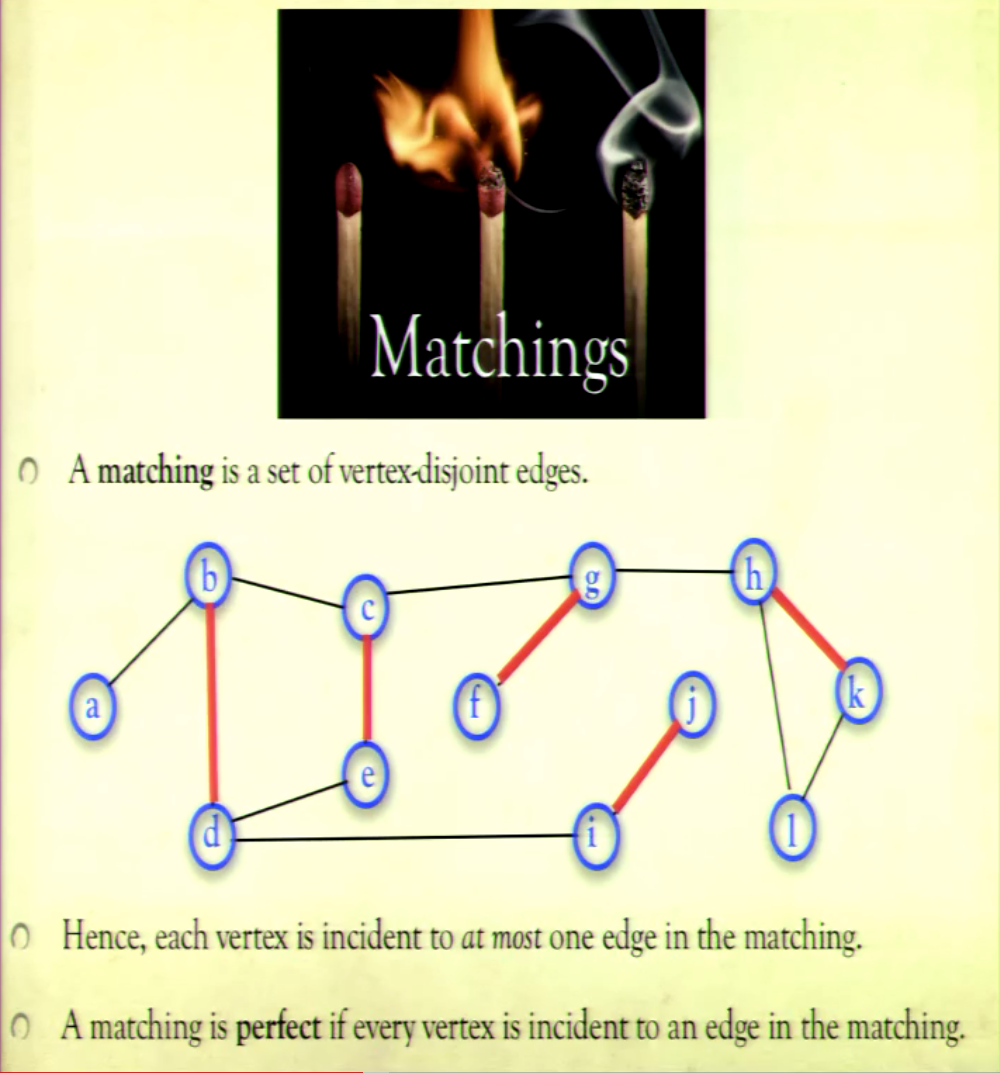 Matchings
A matching is a set of vertex-disjoint edges.
b
c
g
h
a
f
j
k
e
d
i
l
Hence, each vertex is incident to at most one edge in the matching.
A matching is perfect if every vertex is incident to an edge in the matching.